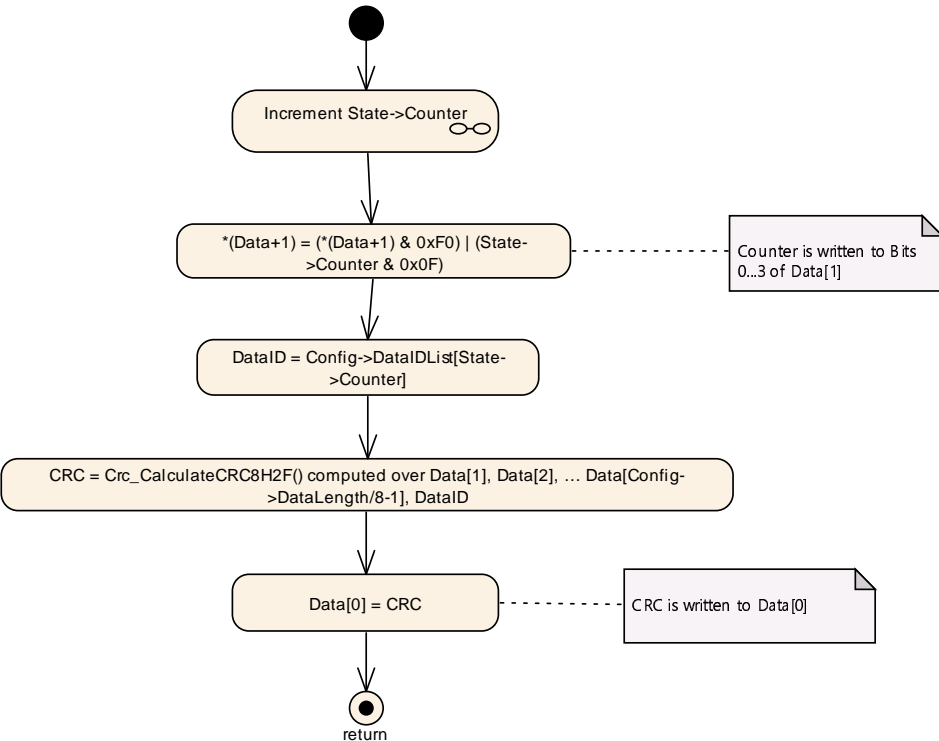 Increment State->Counter
*(Data+1) = (*(Data+1) & 0xF0) | (State-
>Counter & 0x0F)
Counter is written to Bits
0...3 of Data[1]
DataID = Config->DataIDList[State-
>Counter]
CRC = Crc_CalculateCRC8H2F() computed over Data[1], Data[2], ... Data[Config-
>DataLength/8-1], DataID
Data[0] = CRC
CRC is written to Data[0]
return